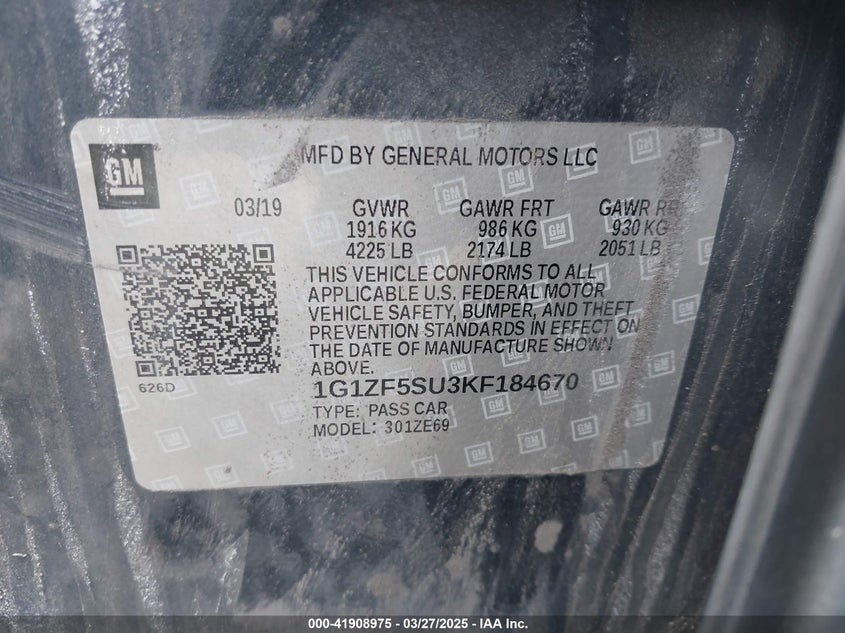 GM
MFD BY GENERAL MOTORS LLC
03/19 GVWR GAWR FRT GAWR RR
1916 KG 986 KG 930 KG
4225 LB 2174 LB 2051 LB
THIS VEHICLE CONFORMS TO ALL
APPLICABLE U.S. FEDERAL MOTOR
VEHICLE SAFETY, BUMPER, AND THEFT
PREVENTION STANDARDS IN EFFECT ON
THE DATE OF MANUFACTURE SHOWN
ABOVE.
626D
1G1ZF5SU3KF184670
TYPE: PASS CAR
MODEL: 301ZE69
000-41908975 - 03/27/2025 - IAA Inc.